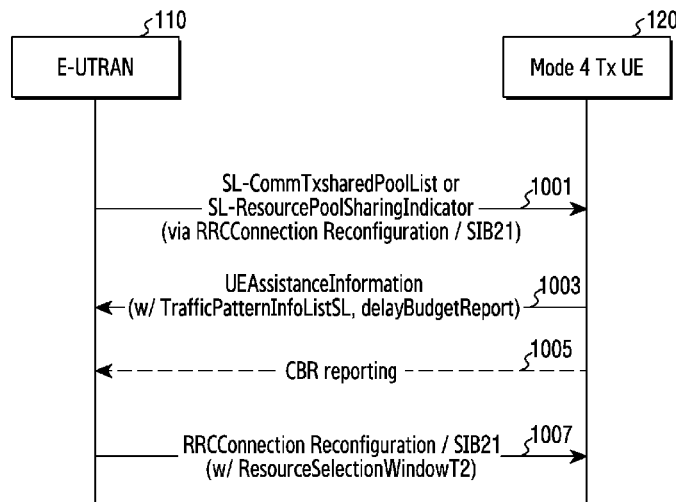 110
120
E-UTRAN
Mode 4 Tx UE
SL-CommTxsharedPoolList or
SL-ResourcePoolSharingIndicator
(via RRCConnection Reconfiguration / SIB21)
1001
UEAssistanceInformation
(w/ TrafficPatternInfoListSL, delayBudgetReport)
1003
CBR reporting
1005
RRCConnection Reconfiguration / SIB21
(w/ ResourceSelectionWindowT2)
1007